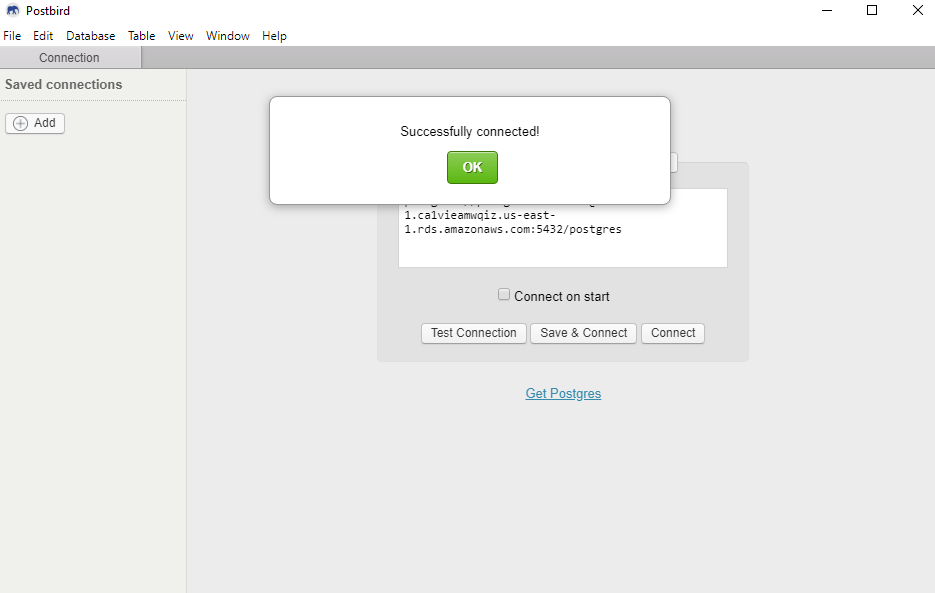 Postbird
File Edit Database Table View Window Help
Connection
Saved connections
Add
Successfully connected!
OK
1.ca1vieamwqiz.us-east-
1.rds.amazonaws.com:5432/postgres
Connect on start
Test Connection Save & Connect Connect
Get Postgres